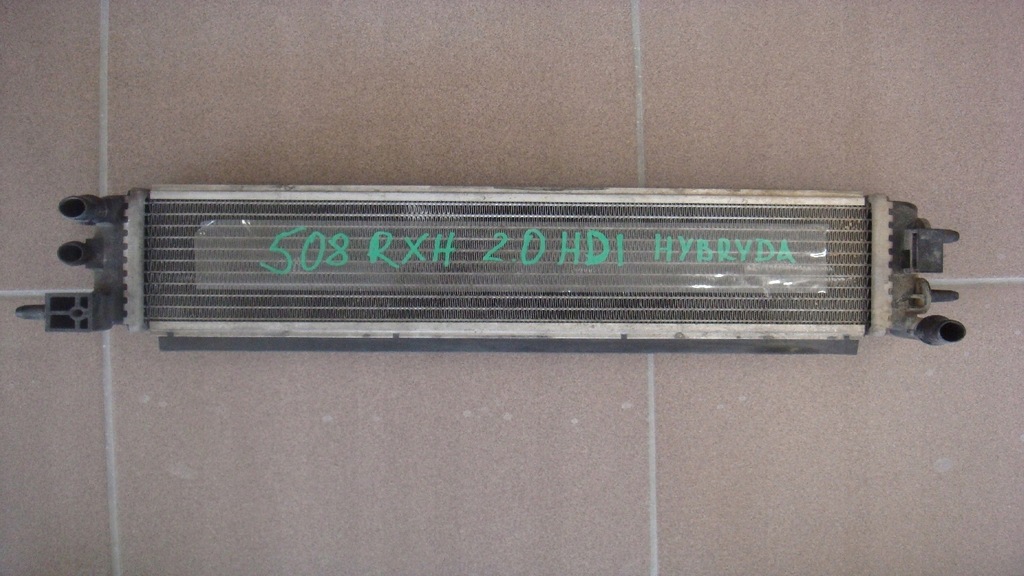 508 RXH 2.0 HDI HYBRYDA